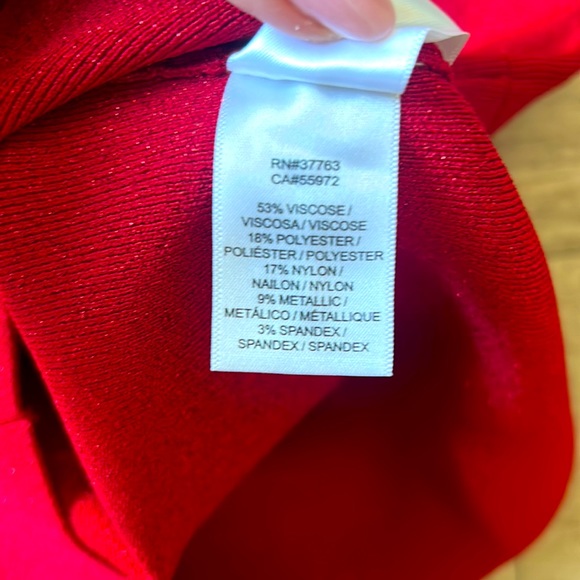 RN#37763
CA#55972
53% VISCOSE /
VISCOSA / VISCOSE
18% POLYESTER /
POLIÉSTER / POLYESTER
17% NYLON /
NAILON / NYLON
9% METALLIC /
METÁLICO / MÉTALLIQUE
3% SPANDEX /
SPANDEX / SPANDEX